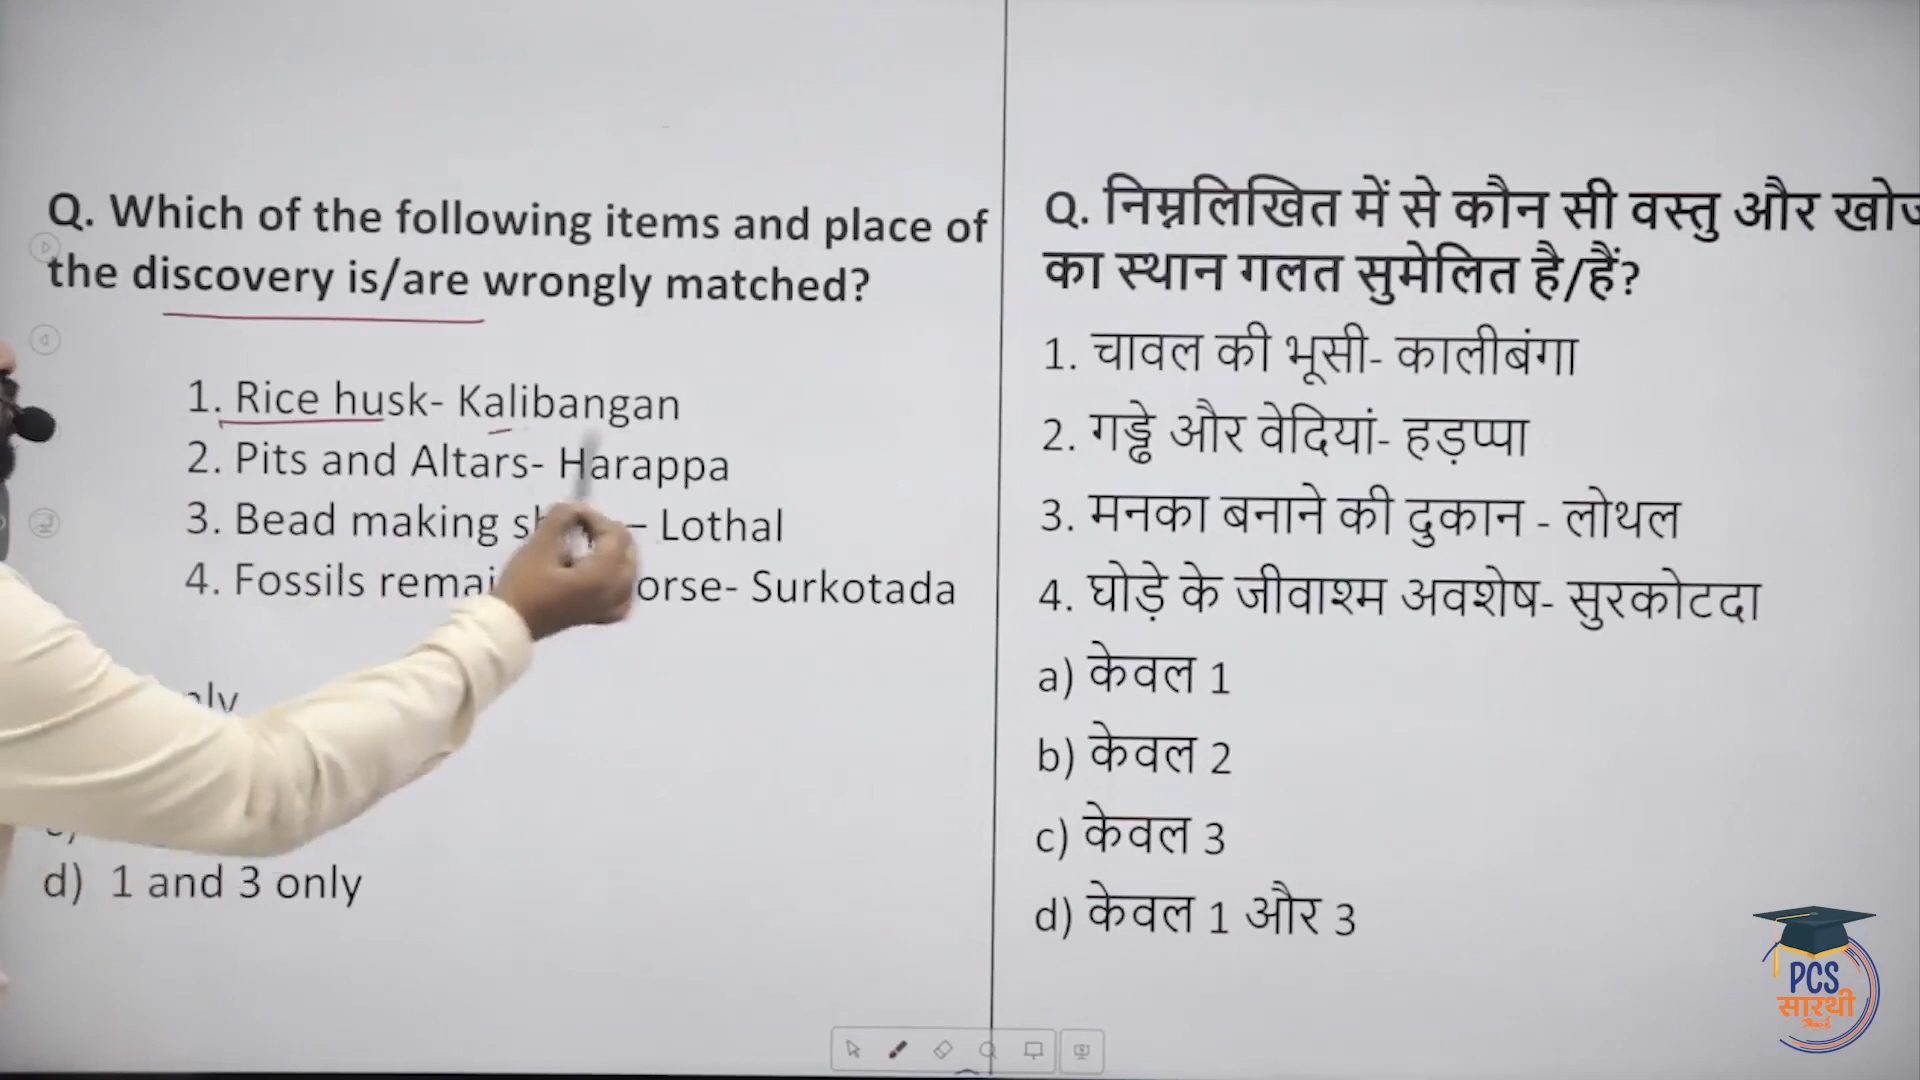 Q. Which of the following items and place of
the discovery is/are wrongly matched?
1. Rice husk- Kalibangan
2. Pits and Altars- Harappa
3. Bead making – Lothal
4. Fossils Surkotada
d) 1 and 3 only
Q. निम्नलिखित में से कौन सी वस्तु और
का स्थान गलत सुमेलित है/हैं?
1. चावल की भूसी- कालीबंगा
2. गड्ढे और वेदियां- हड़प्पा
3. मनका बनाने की दुकान - लोथल
4. घोड़े के जीवाश्म अवशेष- सुरकोटदा
a) केवल 1
b) केवल 2
c) केवल 3
d) केवल 1 और 3
PCS
सारथी